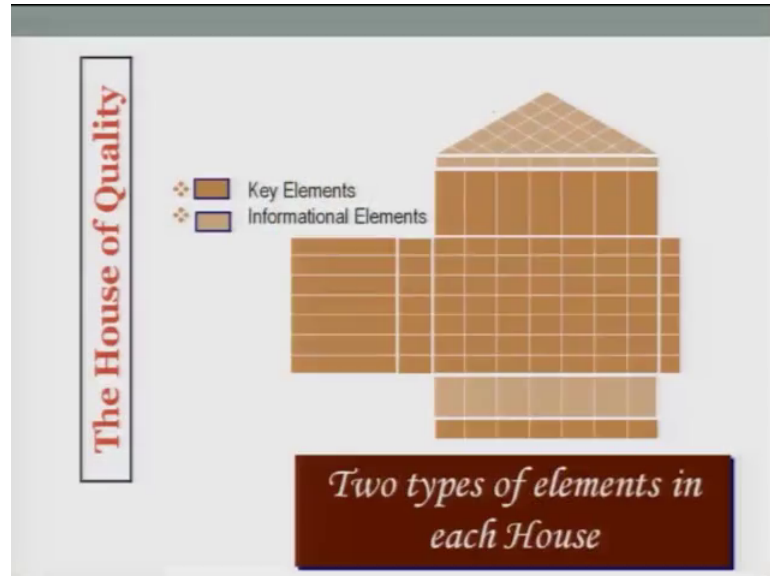 The House of Quality
Key Elements
Informational Elements
Two types of elements in
each House